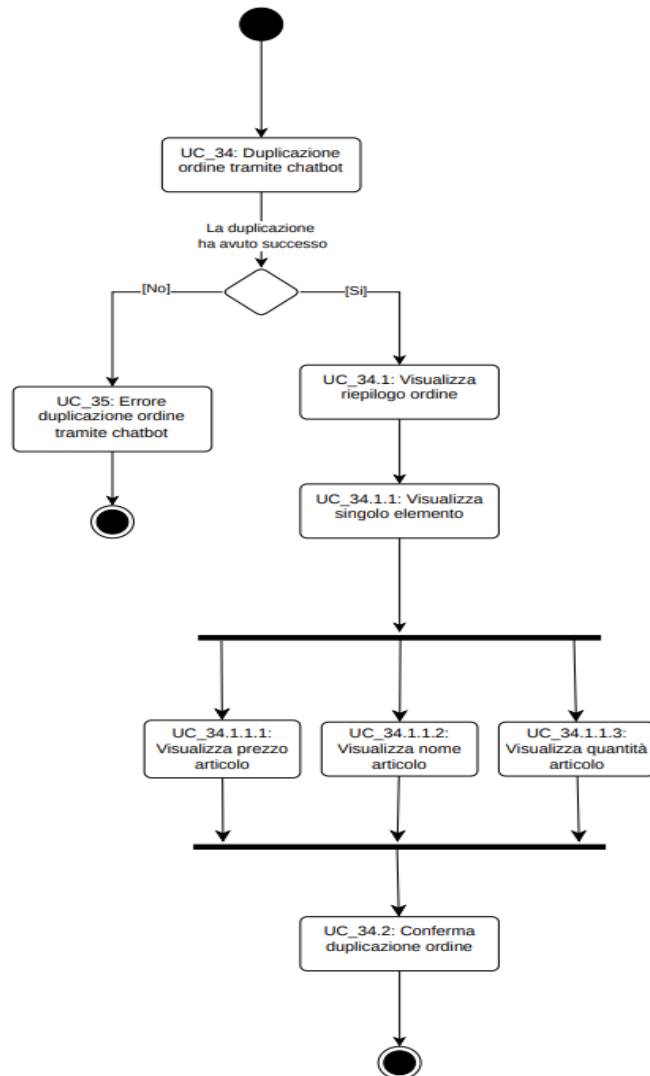 UC_34: Duplicazione
ordine tramite chatbot
La duplicazione
ha avuto successo
[No]
[Si]
UC_35: Errore
duplicazione ordine
tramite chatbot
UC_34.1: Visualizza
riepilogo ordine
UC_34.1.1: Visualizza
singolo elemento
UC_34.1.1.1:
Visualizza prezzo
articolo
UC_34.1.1.2:
Visualizza nome
articolo
UC_34.1.1.3:
Visualizza quantità
articolo
UC_34.2: Conferma
duplicazione ordine